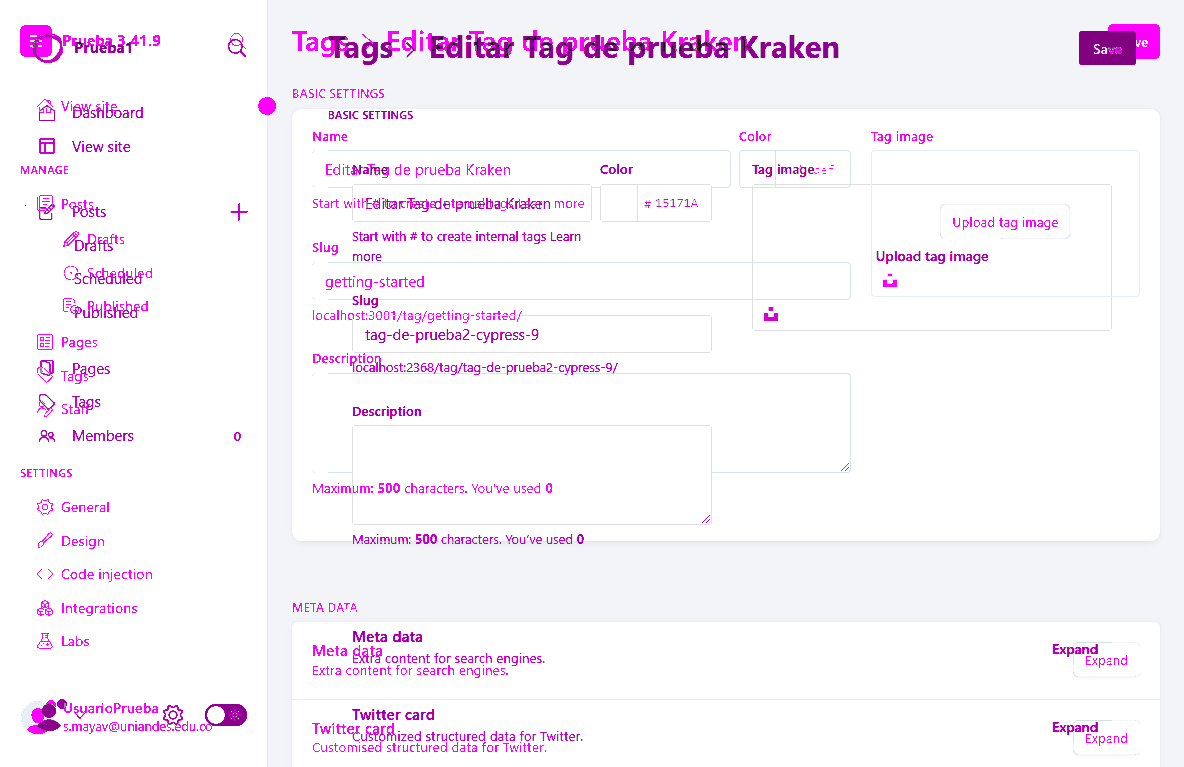 Prueba 3.41.9
Prueba1
View site
Dashboard
View site
MANAGE
Posts
Posts
Drafts
Drafts
Scheduled
Scheduled
Published
Published
Pages
Pages
Tags
Tags
Staff
Members 0
SETTINGS
General
Design
Code injection
Integrations
Labs
UsuarioPrueba
s.mayav@uniandes.edu.co
Tags > Editar Tag de prueba Kraken
Tags > Editar Tag de prueba Kraken
Save
BASIC SETTINGS
BASIC SETTINGS
Name
Color
Tag image
Editar Tag de prueba Kraken
Name
Color
Tag image
Editar Tag de prueba Kraken
# 15171A
Start with # to create internal tags Learn more
Start with # to create internal tags Learn
more
Upload tag image
Upload tag image
Slug
getting-started
localhost:3001/tag/getting-started/
Slug
tag-de-prueba2-cypress-9
localhost:2368/tag/tag-de-prueba2-cypress-9/
Description
Description
Maximum: 500 characters. You've used 0
Maximum: 500 characters. You've used 0
META DATA
Meta data
Extra content for search engines.
Expand
Meta data
Extra content for search engines.
Expand
Twitter card
Customized structured data for Twitter.
Expand
Twitter card
Customised structured data for Twitter.
Expand